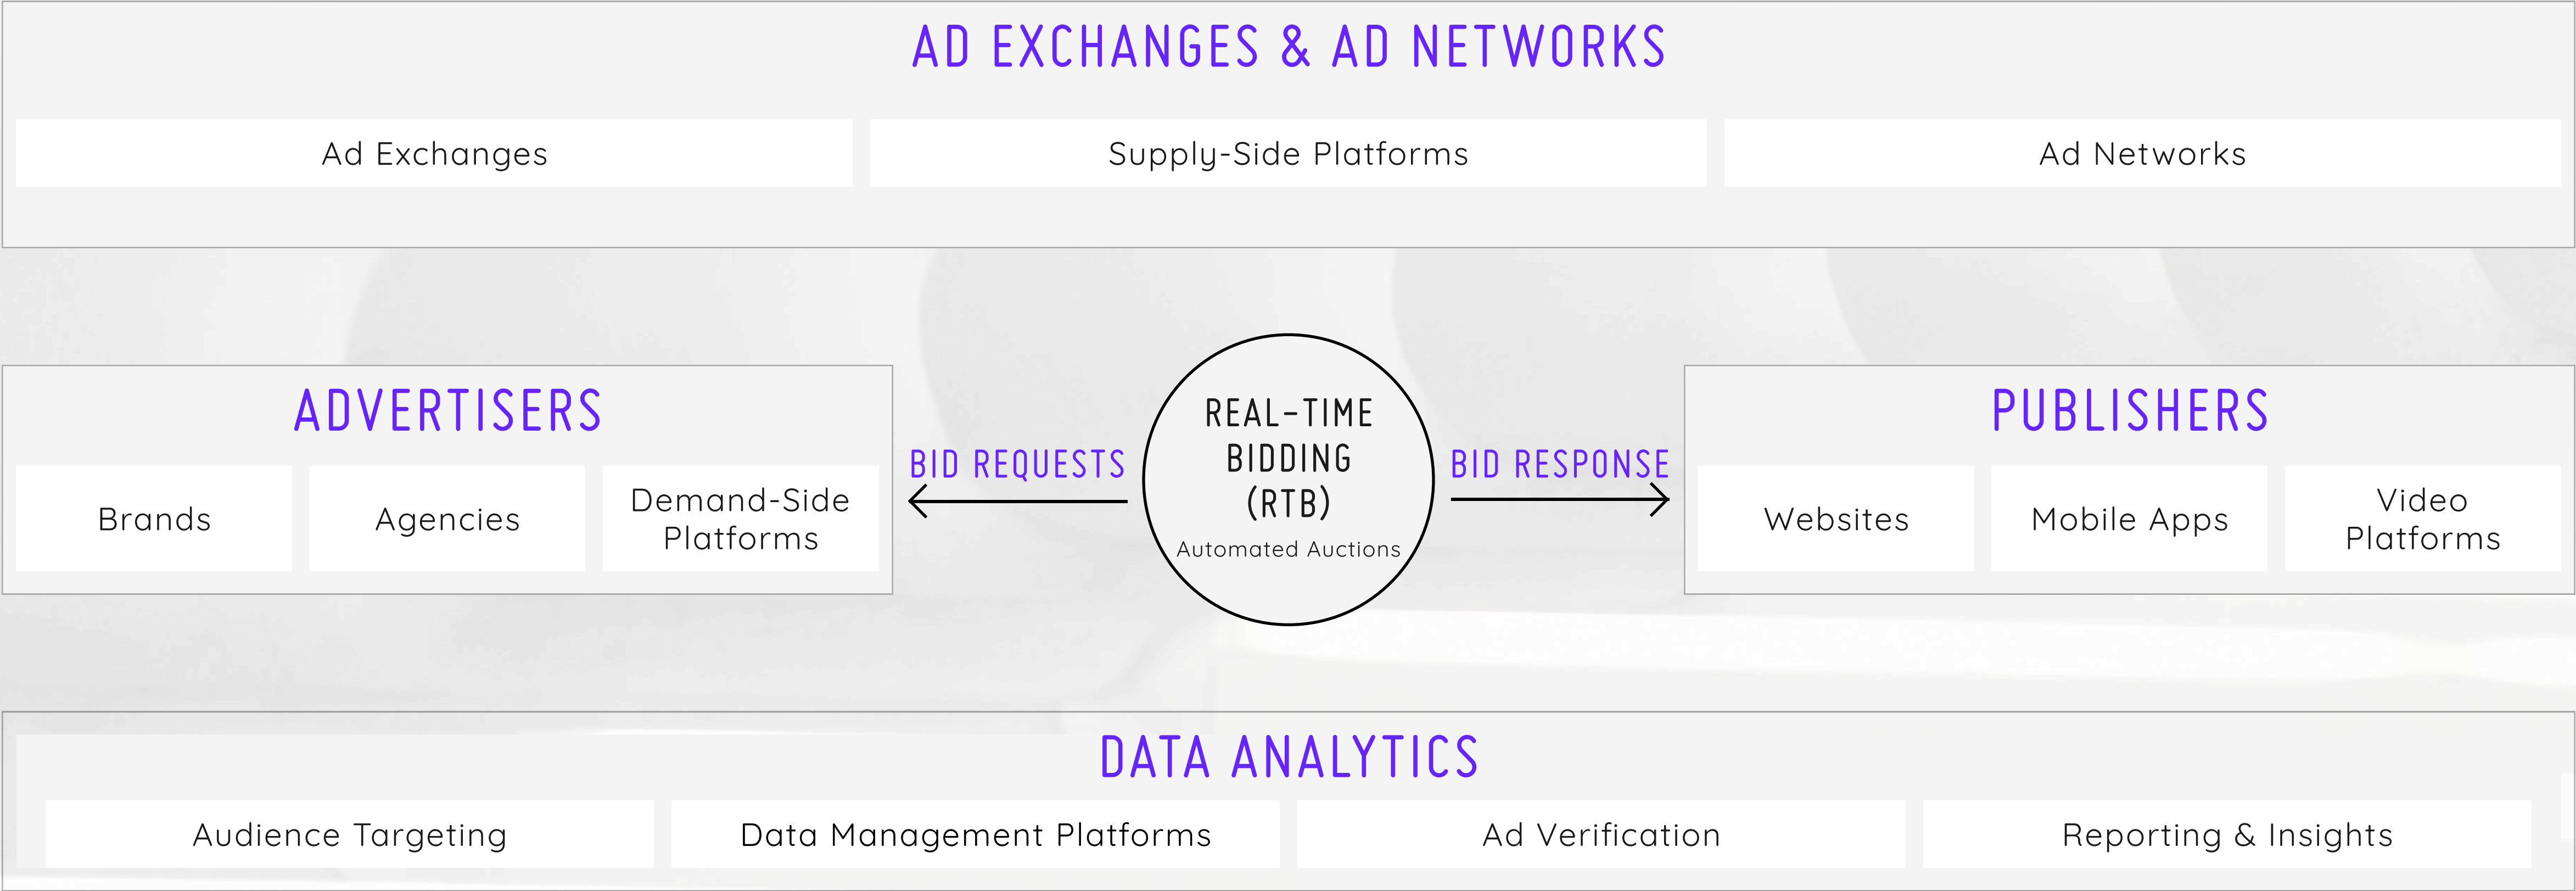 AD EXCHANGES & AD NETWORKS
Ad Exchanges
Supply-Side Platforms
Ad Networks
ADVERTISERS
Brands
Agencies
Demand-Side
Platforms
BID REQUESTS
REAL-TIME
BIDDING
(RTB)
Automated Auctions
BID RESPONSE
PUBLISHERS
Websites
Mobile Apps
Video
Platforms
DATA ANALYTICS
Audience Targeting
Data Management Platforms
Ad Verification
Reporting & Insights